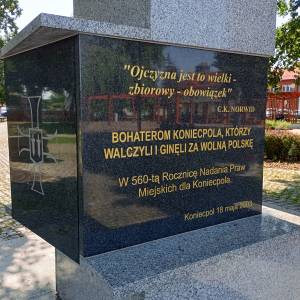 "Ojczyzna jest to wielki -
zbiorowy - obowiązek"
C.K. NORWID
BOHATEROM KONIECPOLA, KTÓRZY
WALCZYLI I GINĘLI ZA WOLNĄ POLSKĘ
W 560-tą Rocznicę Nadania Praw
Miejskich dla Koniecpola.
Koniecpol 18 maja 2003